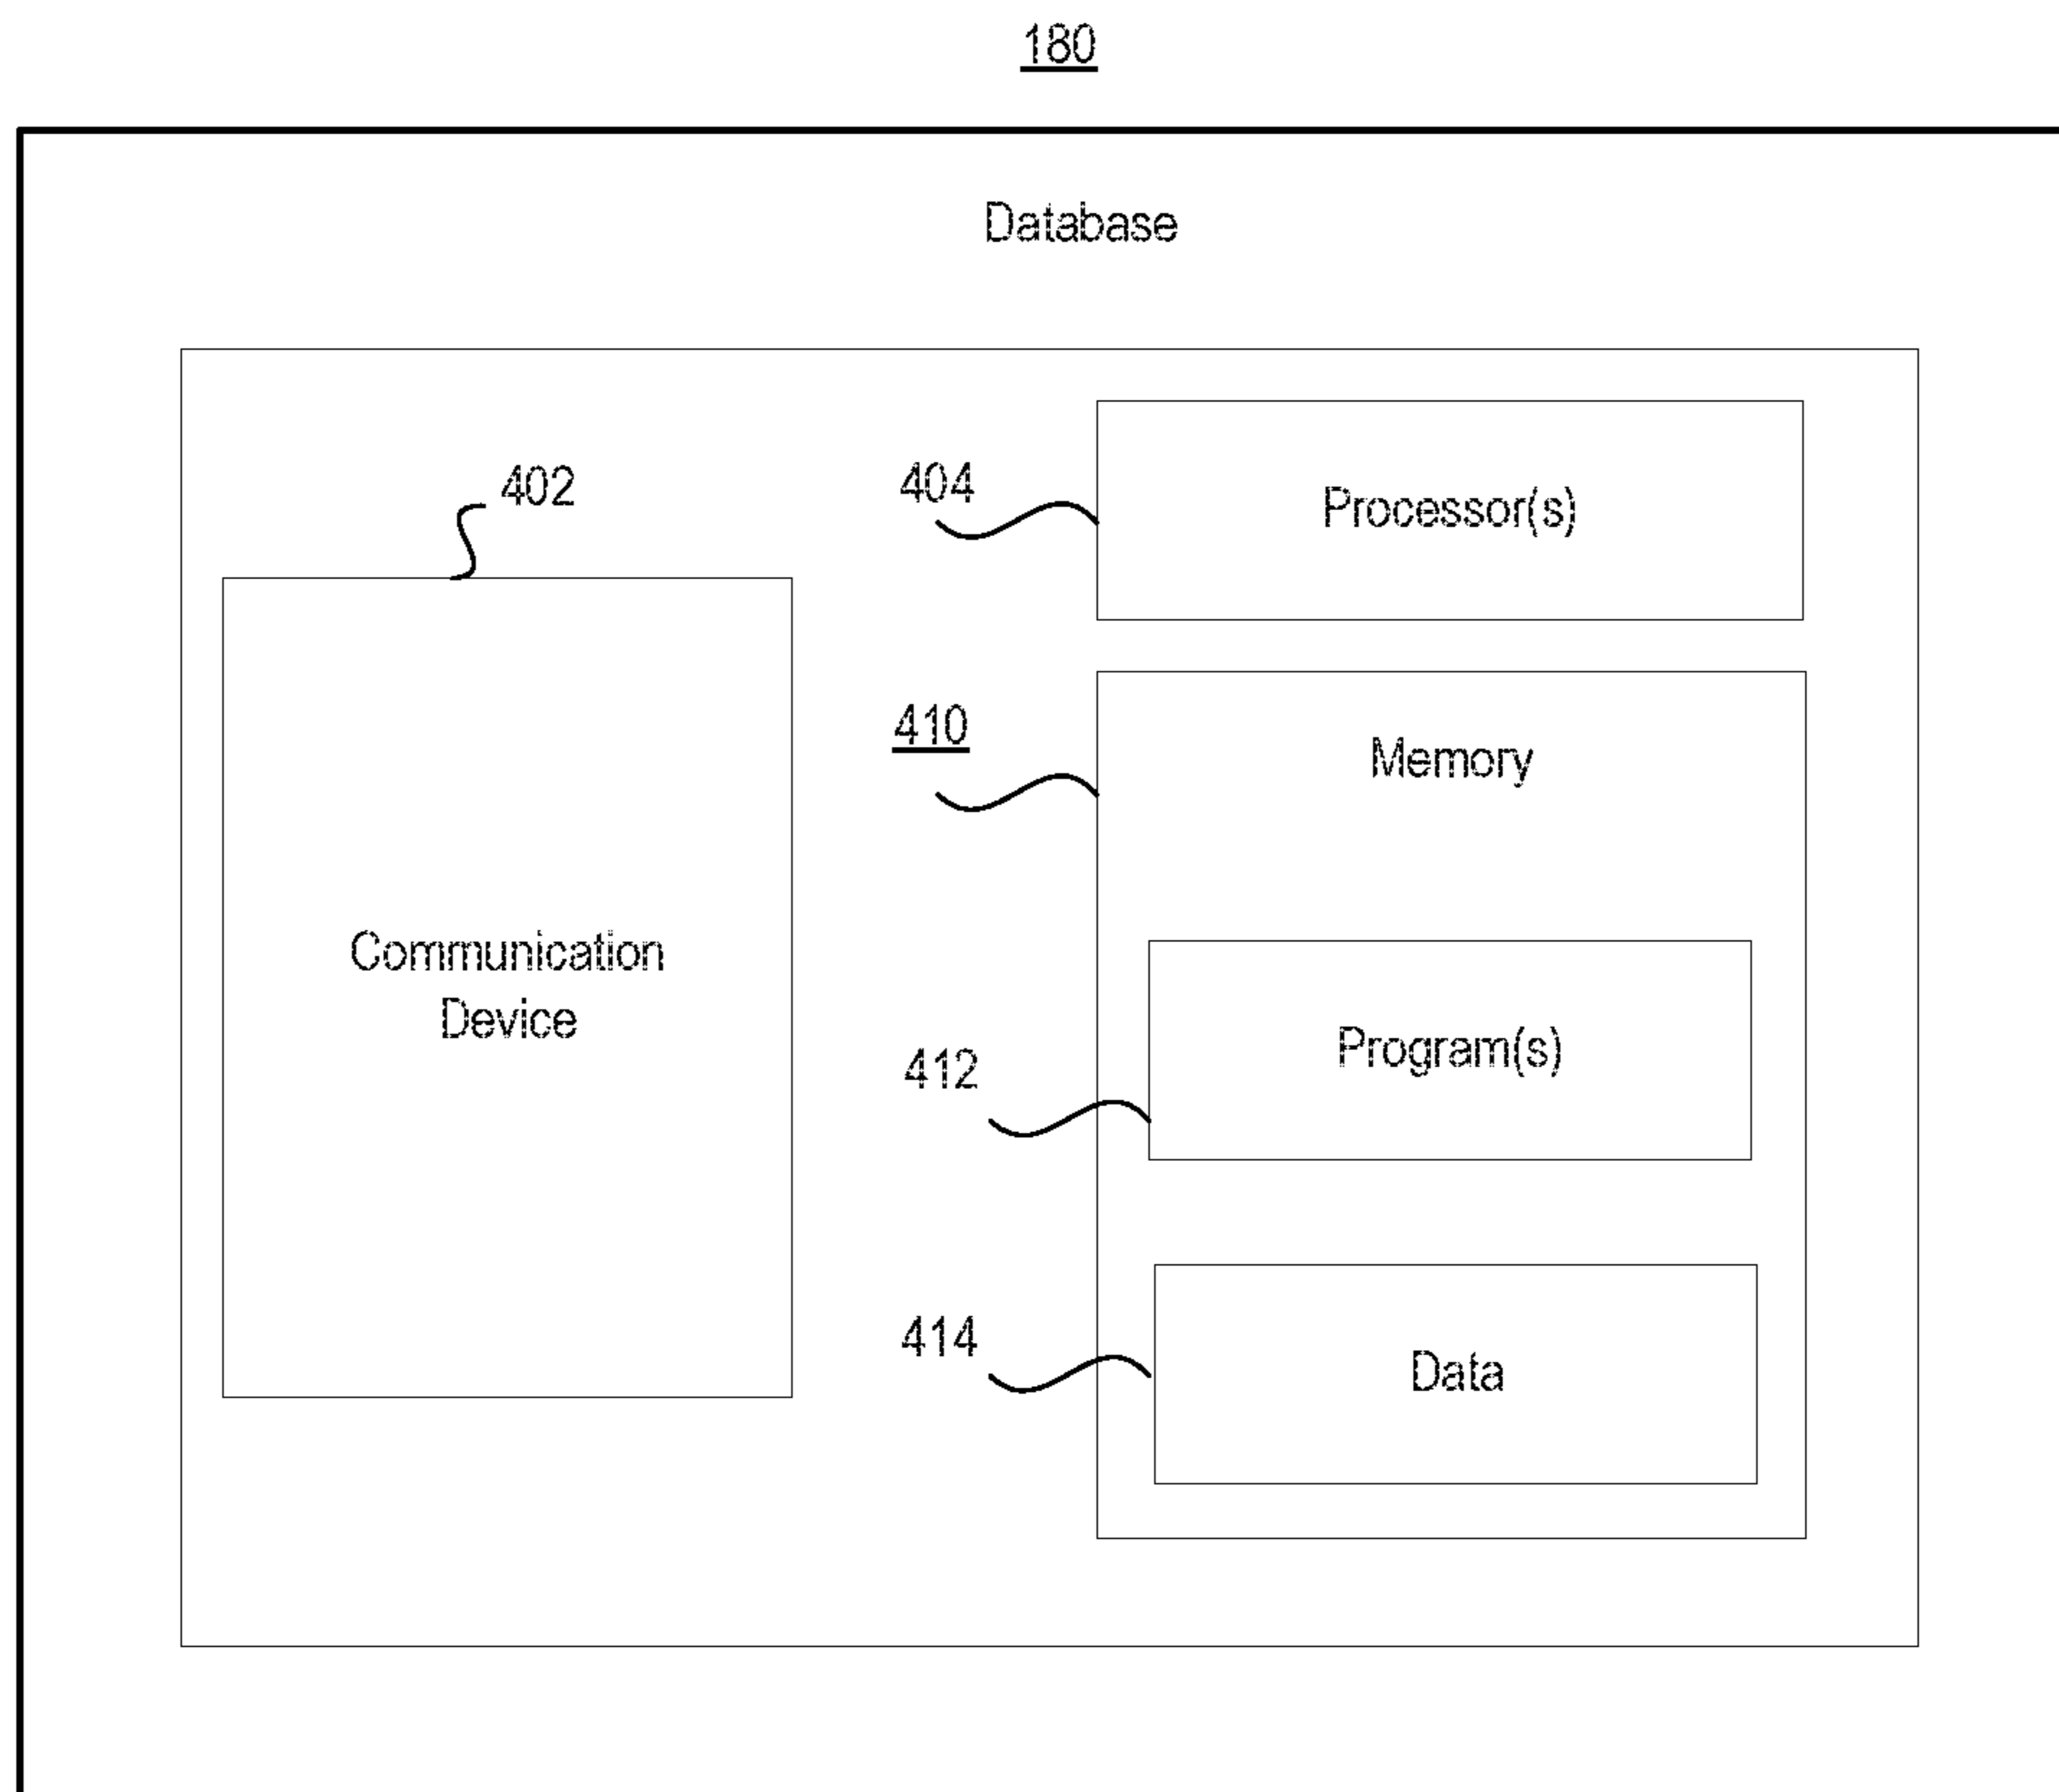 180
Database
402
Communication
Device
404
Processor(s)
410
Memory
412
Program(s)
414
Data